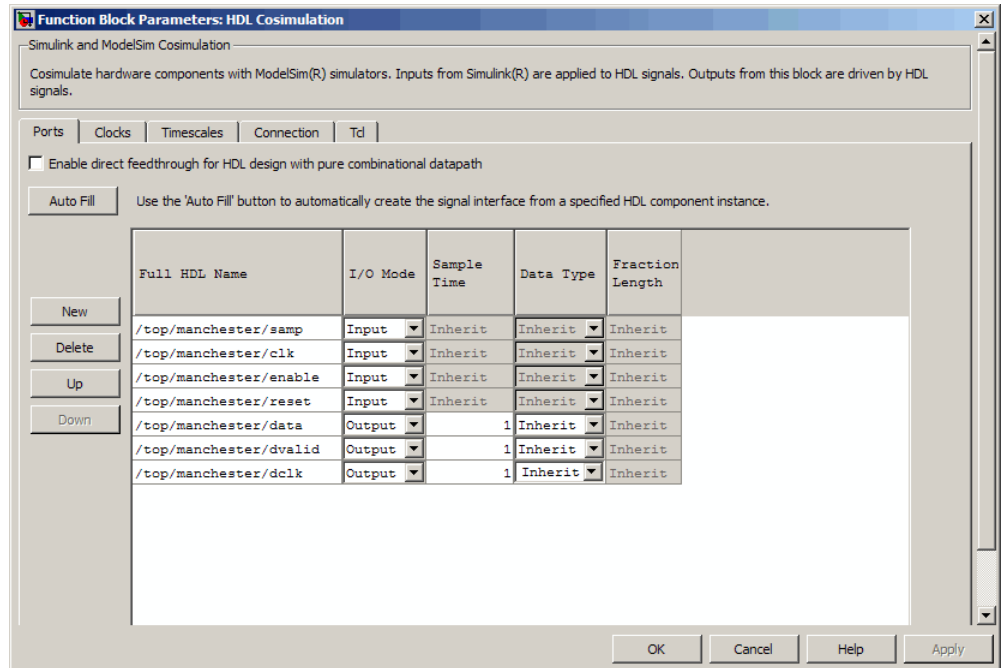 Function Block Parameters: HDL Cosimulation
Simulink and ModelSim Cosimulation
Cosimulate hardware components with ModelSim(R) simulators. Inputs from Simulink(R) are applied to HDL signals. Outputs from this block are driven by HDL
signals.
Ports Clocks Timescales Connection Tcl
Enable direct feedthrough for HDL design with pure combinational datapath
Auto Fill Use the 'Auto Fill' button to automatically create the signal interface from a specified HDL component instance.
Full HDL Name I/O Mode Sample Time Data Type Fraction Length
New
Delete
Up
Down
/top/manchester/samp Input Inherit Inherit Inherit
/top/manchester/clk Input Inherit Inherit Inherit
/top/manchester/enable Input Inherit Inherit Inherit
/top/manchester/reset Input Inherit Inherit Inherit
/top/manchester/data Output 1 Inherit Inherit
/top/manchester/dvalid Output 1 Inherit Inherit
/top/manchester/dclk Output 1 Inherit Inherit
OK Cancel Help Apply